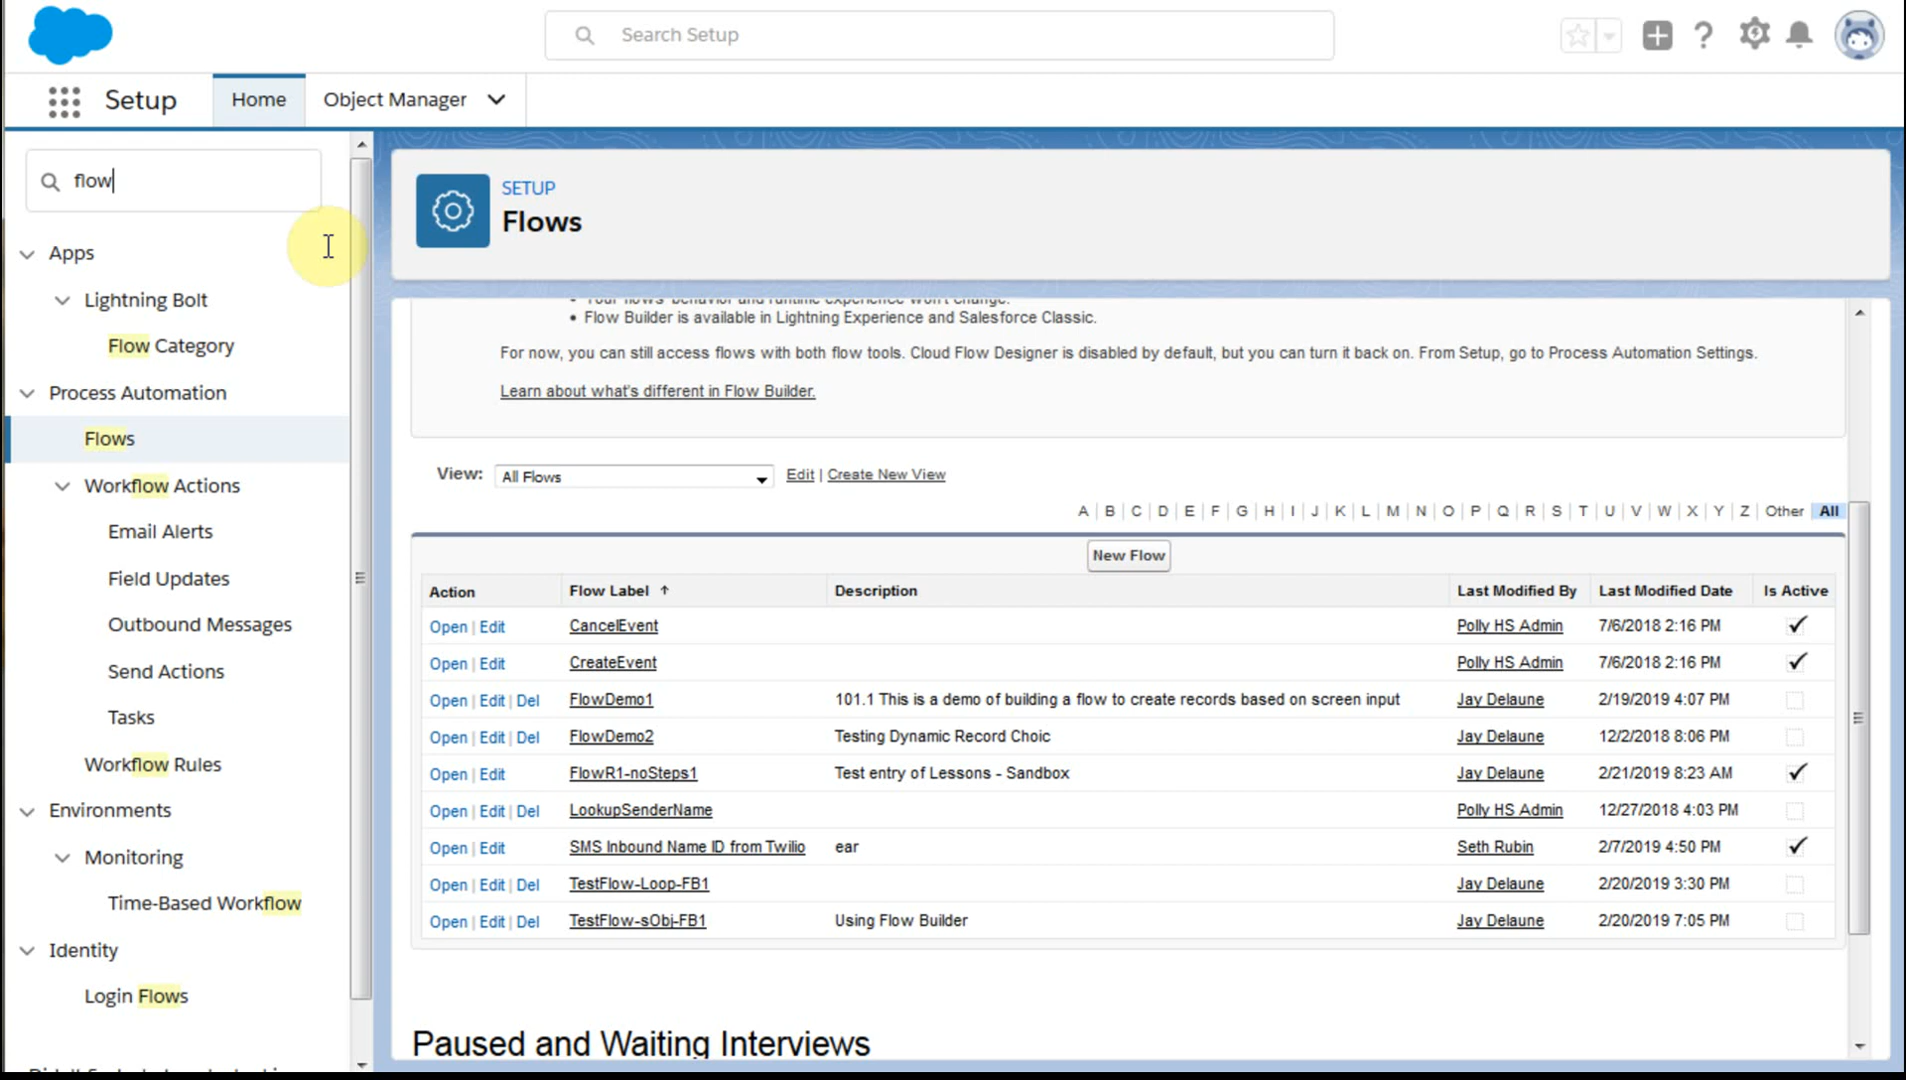 Search Setup
Setup
Home
Object Manager
flow
Apps
Lightning Bolt
Flow Category
Process Automation
Flows
Workflow Actions
Email Alerts
Field Updates
Outbound Messages
Send Actions
Tasks
Workflow Rules
Environments
Monitoring
Time-Based Workflow
Identity
Login Flows
SETUP
Flows
• Your flows' behavior and runtime experience won't change.
• Flow Builder is available in Lightning Experience and Salesforce Classic.
For now, you can still access flows with both flow tools. Cloud Flow Designer is disabled by default, but you can turn it back on. From Setup, go to Process Automation Settings.
Learn about what's different in Flow Builder.
View: All Flows Edit | Create New View
A | B | C | D | E | F | G | H | I | J | K | L | M | N | O | P | Q | R | S | T | U | V | W | X | Y | Z | Other | All
New Flow
Action Flow Label ↑ Description Last Modified By Last Modified Date Is Active
Open | Edit CancelEvent Polly HS Admin 7/6/2018 2:16 PM ✓
Open | Edit CreateEvent Polly HS Admin 7/6/2018 2:16 PM ✓
Open | Edit | Del FlowDemo1 101.1 This is a demo of building a flow to create records based on screen input Jay Delaune 2/19/2019 4:07 PM
Open | Edit | Del FlowDemo2 Testing Dynamic Record Choic Jay Delaune 12/2/2018 8:06 PM
Open | Edit FlowR1-noSteps1 Test entry of Lessons - Sandbox Jay Delaune 2/21/2019 8:23 AM ✓
Open | Edit | Del LookupSenderName Polly HS Admin 12/27/2018 4:03 PM
Open | Edit SMS Inbound Name ID from Twilio ear Seth Rubin 2/7/2019 4:50 PM ✓
Open | Edit | Del TestFlow-Loop-FB1 Jay Delaune 2/20/2019 3:30 PM
Open | Edit | Del TestFlow-sObj-FB1 Using Flow Builder Jay Delaune 2/20/2019 7:05 PM
Paused and Waiting Interviews